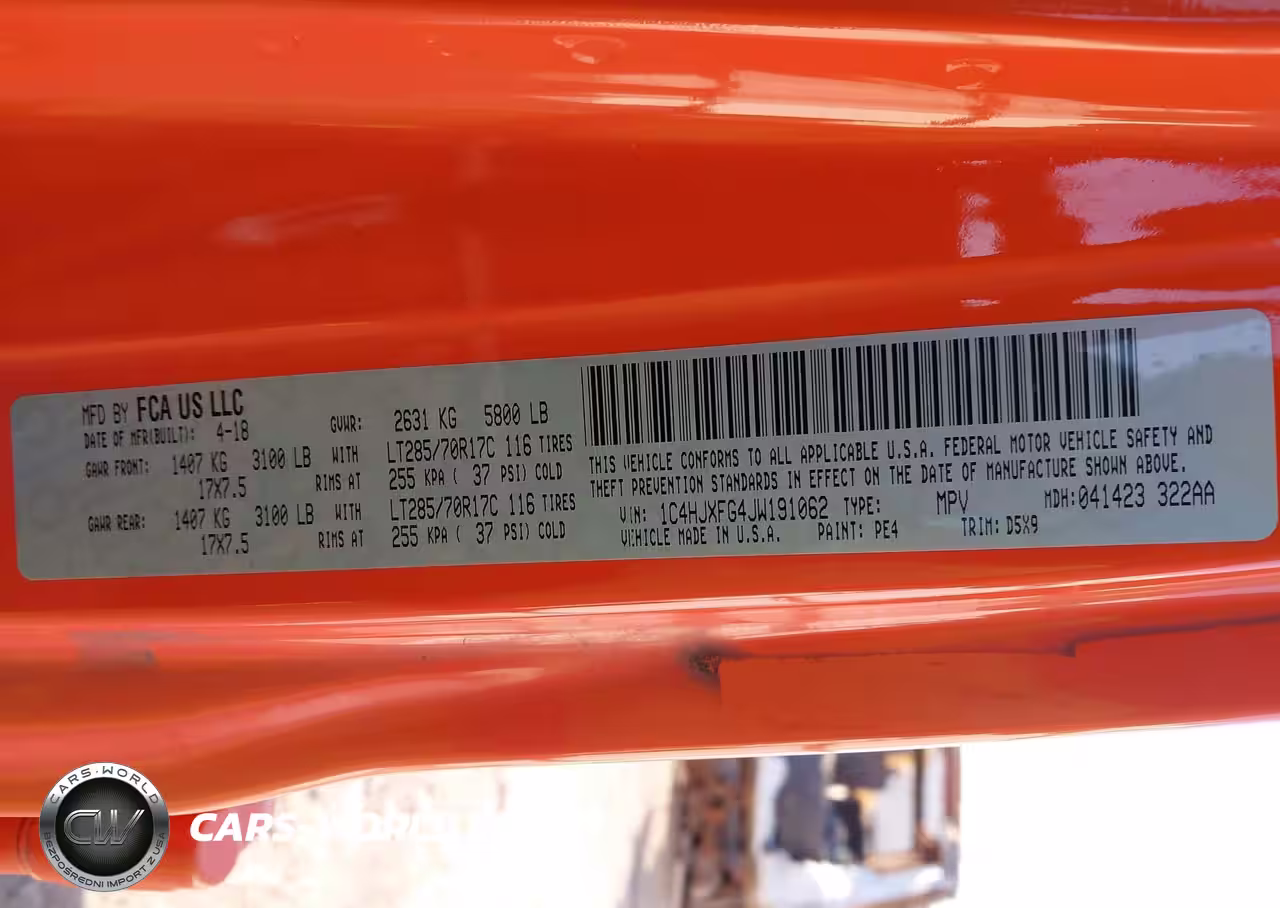 MFD BY FCA US LLC
DATE OF MFR(BUILT): 4-18
GVWR: 2631 KG 5800 LB
GAWR FRONT: 1407 KG 3100 LB WITH LT285/70R17C 116 TIRES
17X7.5 RIMS AT 255 KPA ( 37 PSI) COLD
GAWR REAR: 1407 KG 3100 LB WITH LT285/70R17C 116 TIRES
17X7.5 RIMS AT 255 KPA ( 37 PSI) COLD
THIS VEHICLE CONFORMS TO ALL APPLICABLE U.S.A. FEDERAL MOTOR VEHICLE SAFETY AND
THEFT PREVENTION STANDARDS IN EFFECT ON THE DATE OF MANUFACTURE SHOWN ABOVE.
VIN: 1C4HJXFG4JW191062 TYPE: MPV MDH:041423 322AA
VEHICLE MADE IN U.S.A. PAINT: PE4 TRIM: D5X9
CARS-WORLD
CW
BEZPOŚREDNI IMPORT Z USA
CARS-WORLD